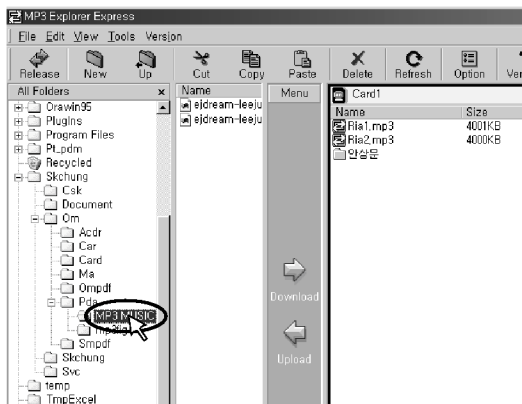 MP3 Explorer Express
File Edit View Tools Version
Release New Up Cut Copy Paste Delete Refresh Option
All Folders x
Orawin95
PlugIns
Program Files
Pt_pdm
Recycled
Skchung
Csk
Document
Om
Acdr
Car
Card
Ma
Ompdf
Pda
MP3 MUSIC
Smpdf
Skchung
Svc
temp
TmpExcel
Name
ejdream-leeju
ejdream-leeju
Menu
Download
Upload
Card1
Name Size
Ria1.mp3 4001KB
Ria2.mp3 4000KB
안상문